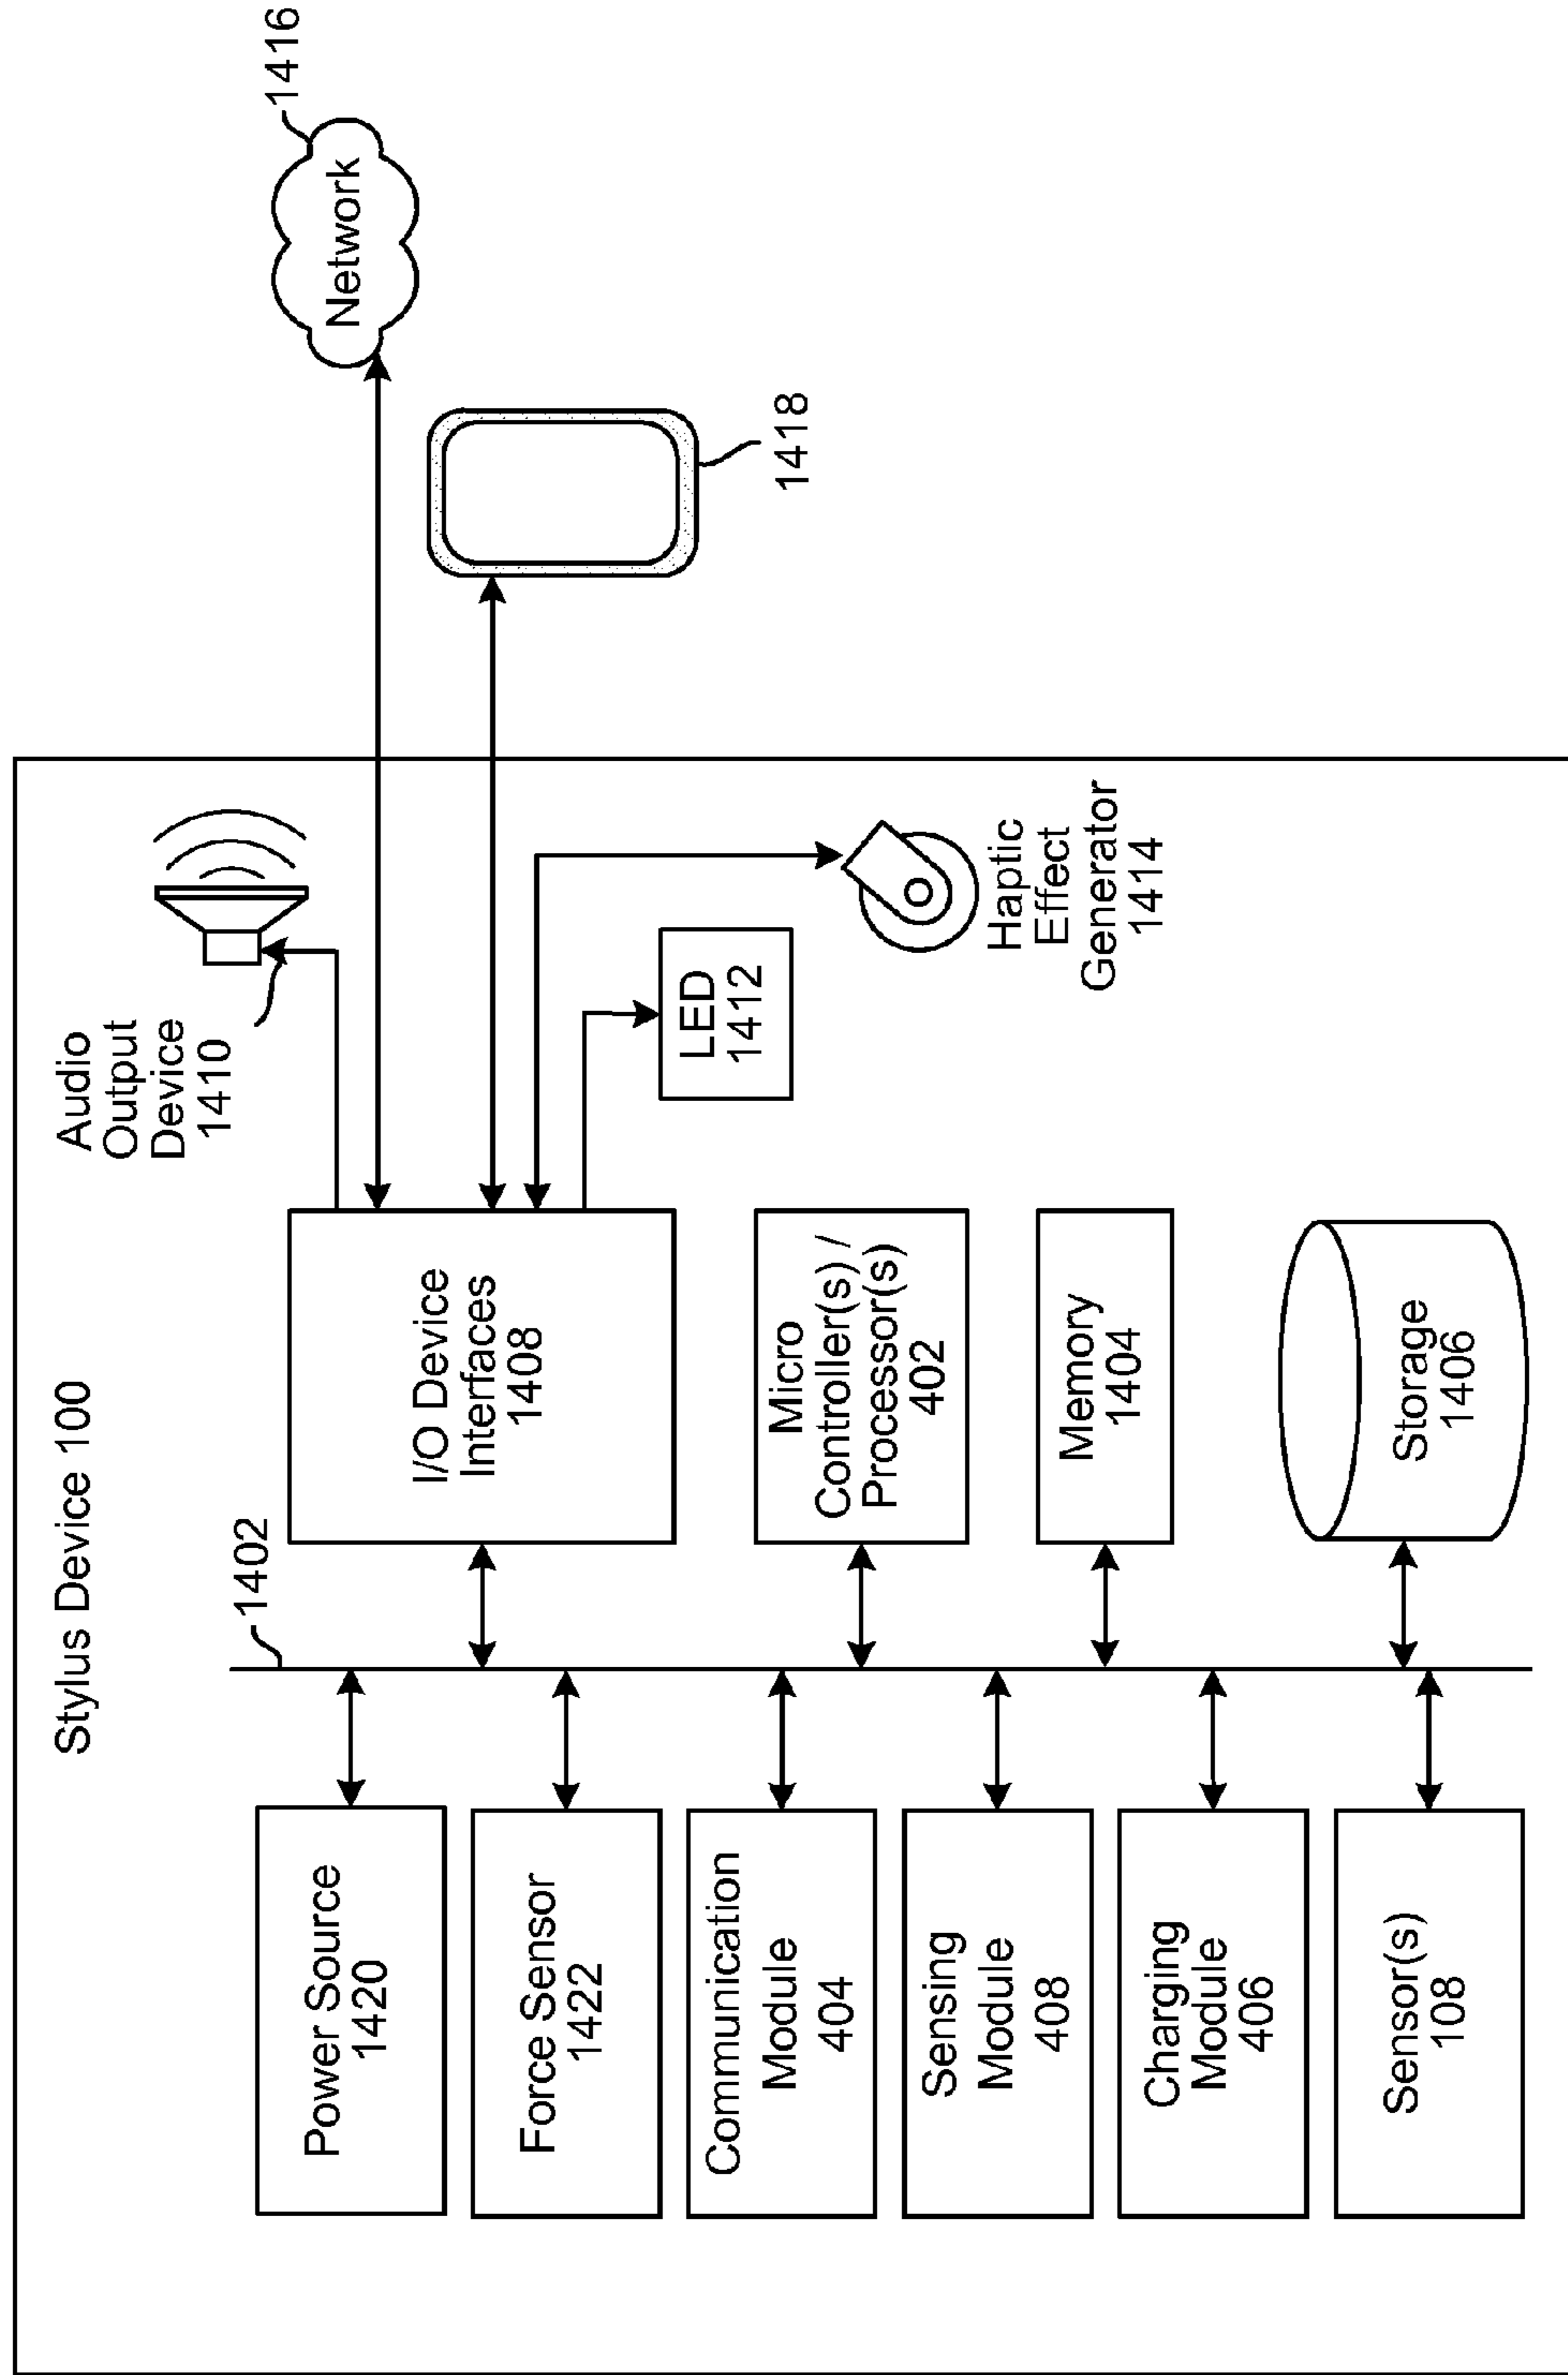 Stylus Device 100
1402
Power Source
1420
Force Sensor
1422
Communication
Module
404
Sensing
Module
408
Charging
Module
406
Sensor(s)
108
I/O Device
Interfaces
1408
Micro
Controller(s) /
Processor(s)
402
Memory
1404
Storage
1406
Audio
Output
Device
1410
LED
1412
Haptic
Effect
Generator
1414
Network
1416
1418